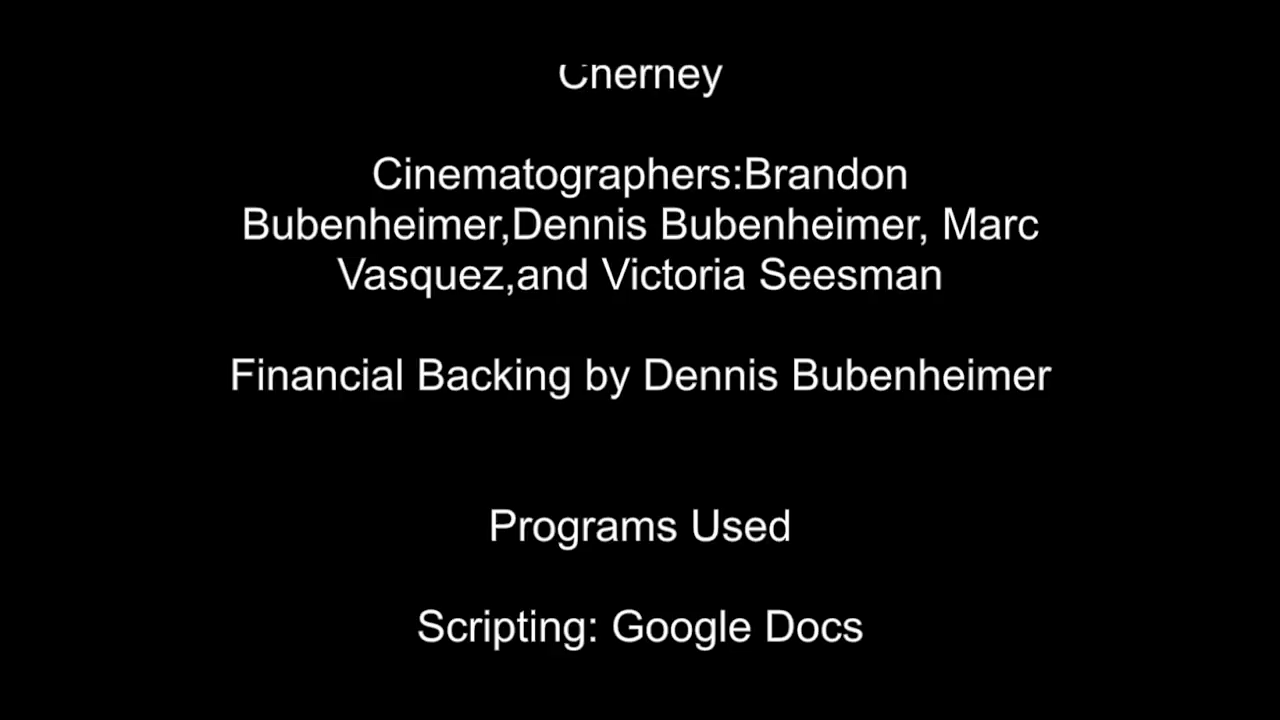 Cherney
Cinematographers:Brandon
Bubenheimer,Dennis Bubenheimer, Marc
Vasquez,and Victoria Seesman
Financial Backing by Dennis Bubenheimer
Programs Used
Scripting: Google Docs